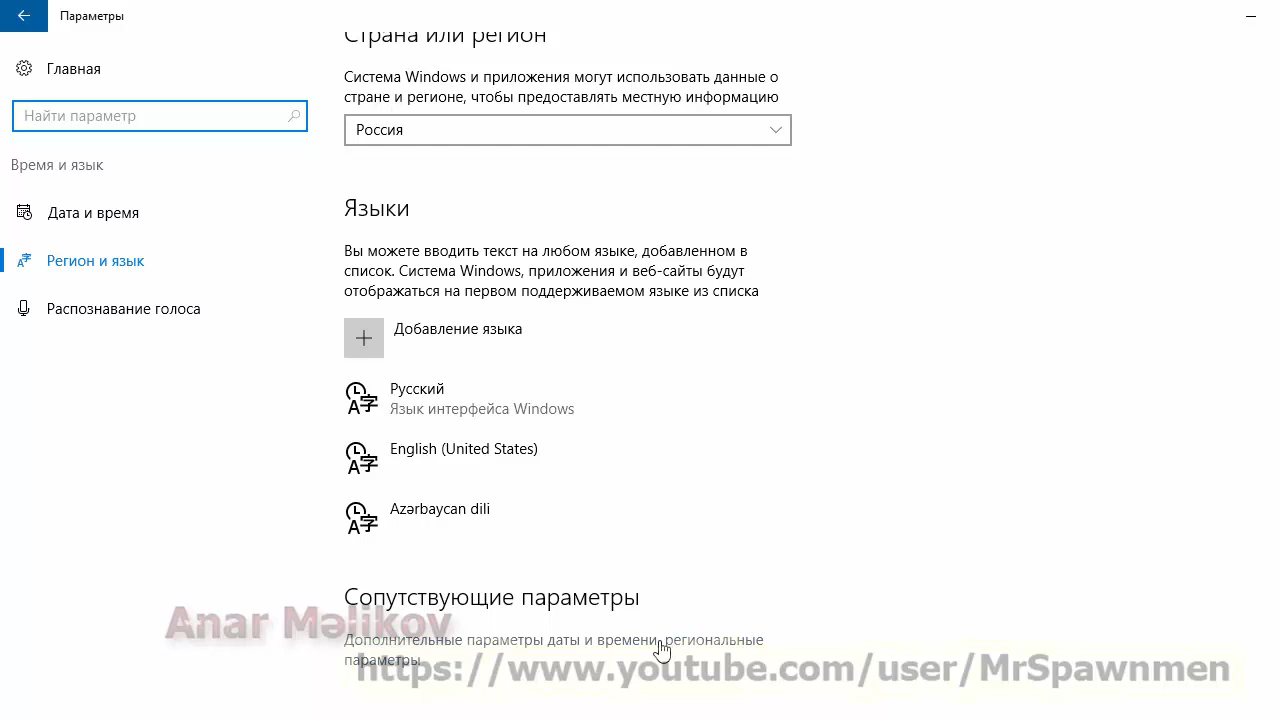 Параметры
Главная
Найти параметр
Время и язык
Дата и время
Регион и язык
Распознавание голоса
Страна или регион
Система Windows и приложения могут использовать данные о
стране и регионе, чтобы предоставлять местную информацию
Россия
Языки
Вы можете вводить текст на любом языке, добавленном в
список. Система Windows, приложения и веб-сайты будут
отображаться на первом поддерживаемом языке из списка
Добавление языка
Русский
Язык интерфейса Windows
English (United States)
Azərbaycan dili
Сопутствующие параметры
Дополнительные параметры даты и времени, региональные
параметры
Anar Məlikov
https://www.youtube.com/user/MrSpawnmen